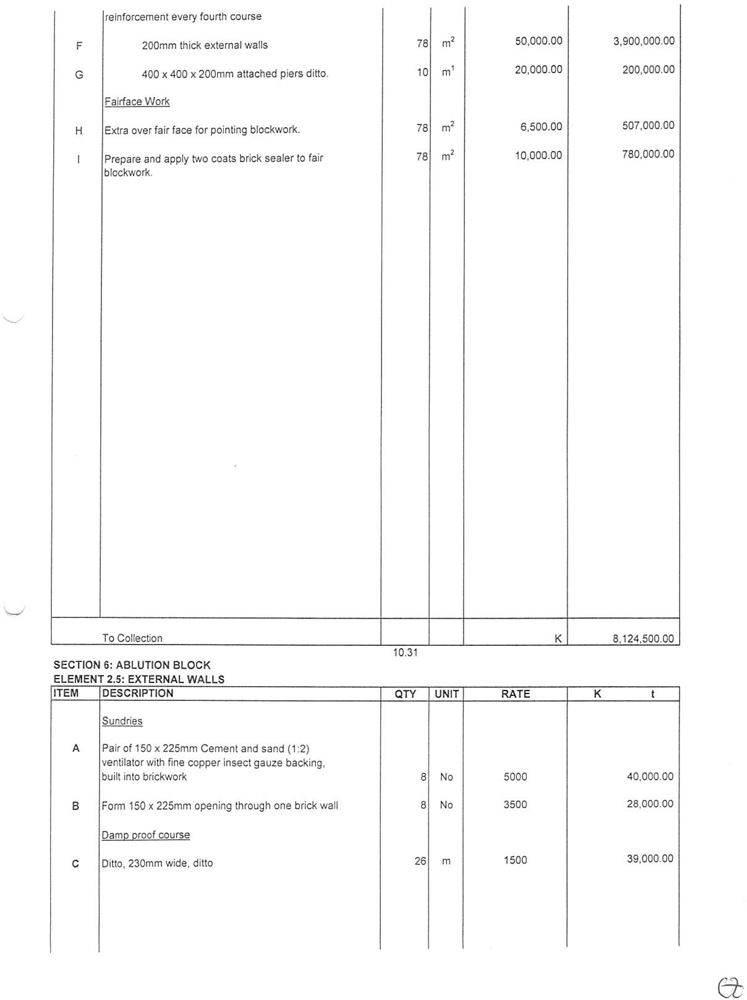 reinforcement every fourth course
F 200mm thick external walls 78 m² 50,000.00 3,900,000.00
G 400 x 400 x 200mm attached piers ditto. 10 m¹ 20,000.00 200,000.00
Fairface Work
H Extra over fair face for pointing blockwork. 78 m² 6,500.00 507,000.00
I Prepare and apply two coats brick sealer to fair 78 m² 10,000.00 780,000.00
blockwork.
To Collection K 8,124,500.00
10.31
SECTION 6: ABLUTION BLOCK
ELEMENT 2.5: EXTERNAL WALLS
ITEM DESCRIPTION QTY UNIT RATE K t
Sundries
A Pair of 150 x 225mm Cement and sand (1:2)
ventilator with fine copper insect gauze backing,
built into brickwork 8 No 5000 40,000.00
B Form 150 x 225mm opening through one brick wall 8 No 3500 28,000.00
Damp proof course
C Ditto, 230mm wide, ditto 26 m 1500 39,000.00